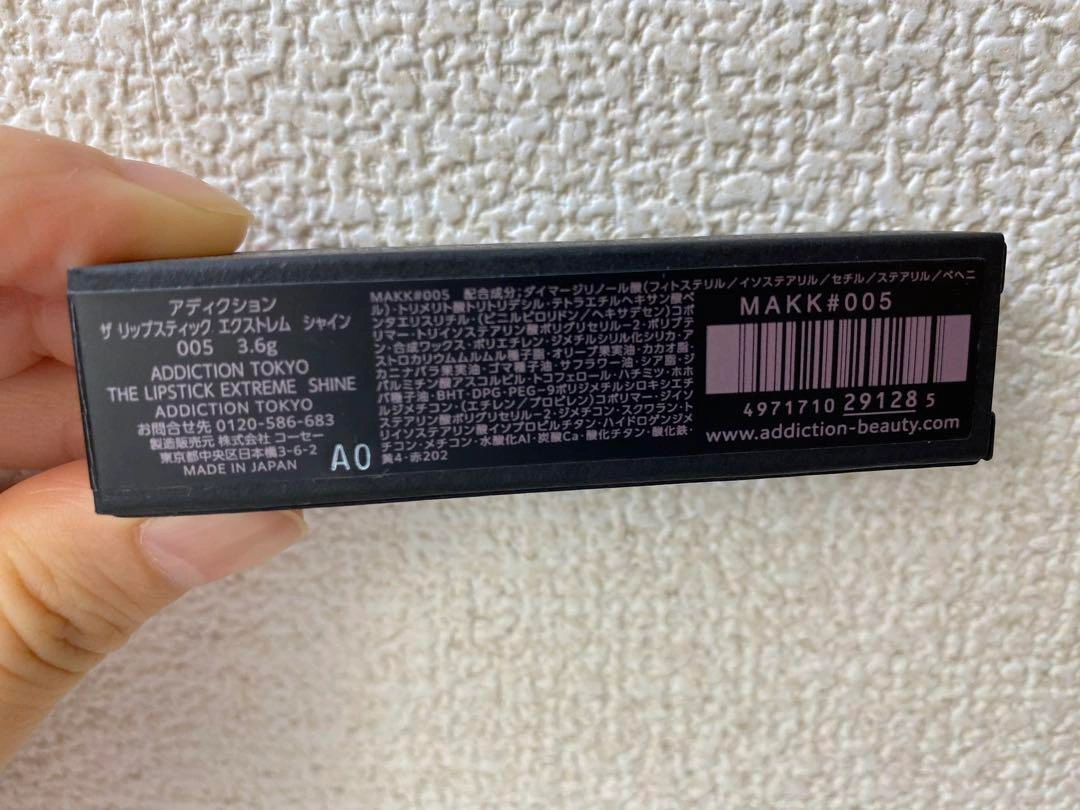 アディクション
ザ リップスティック エクストレム シャイン
005 3.6g
ADDICTION TOKYO
THE LIPSTICK EXTREME SHINE
ADDICTION TOKYO
お問合せ先 0120-586-683
製造販売元 株式会社 コーセー
東京都中央区日本橋3-6-2
MADE IN JAPAN
A0
MAKK#005 配合成分:ダイマージリノール酸(フィトステリル/イソステアリル/セチル/ステアリル/ベヘニ
ル)・トリメリト酸トリトリデシル・テトラエチルヘキサン酸ペ
ンタエリスリチル・(ビニルピロリドン/ヘキサデセン)コポ
リマー・トリイソステアリン酸ポリグリセリル-2・ポリブテ
ン・合成ワックス・ポリエチレン・ジメチルシリル化シリカ・ア
ストロカリウムムルムル種子脂・オリーブ果実油・カカオ脂・
カニナバラ果実油・ゴマ種子油・サフラワー油・シア脂・ジ
パルミチン酸アスコルビル・トコフェロール・ハチミツ・ホホ
バ種子油・BHT・DPG・PEG-9ポリジメチルシロキシエチ
ルジメチコン・(エチレン/プロピレン)コポリマー・ジイソ
ステアリン酸ポリグリセリル-2・ジメチコン・スクワラン・ト
リイソステアリン酸イソプロピルチタン・ハイドロゲンジメ
チコン・メチコン・水酸化Al・炭酸Ca・酸化チタン・酸化鉄・
黄4・赤202
MAKK#005
4971710 29128 5
www.addiction-beauty.com